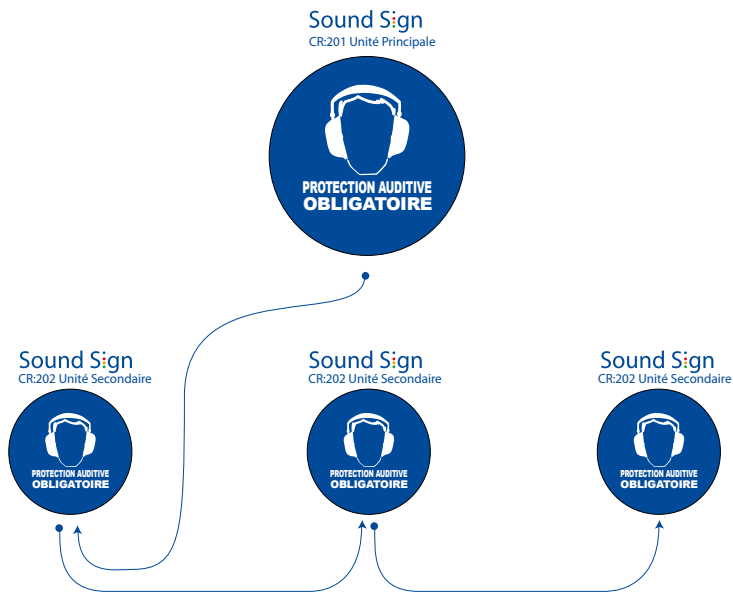 Sound Sign
CR:201 Unité Principale
PROTECTION AUDITIVE
OBLIGATOIRE
Sound Sign
CR:202 Unité Secondaire
PROTECTION AUDITIVE
OBLIGATOIRE
Sound Sign
CR:202 Unité Secondaire
PROTECTION AUDITIVE
OBLIGATOIRE
Sound Sign
CR:202 Unité Secondaire
PROTECTION AUDITIVE
OBLIGATOIRE